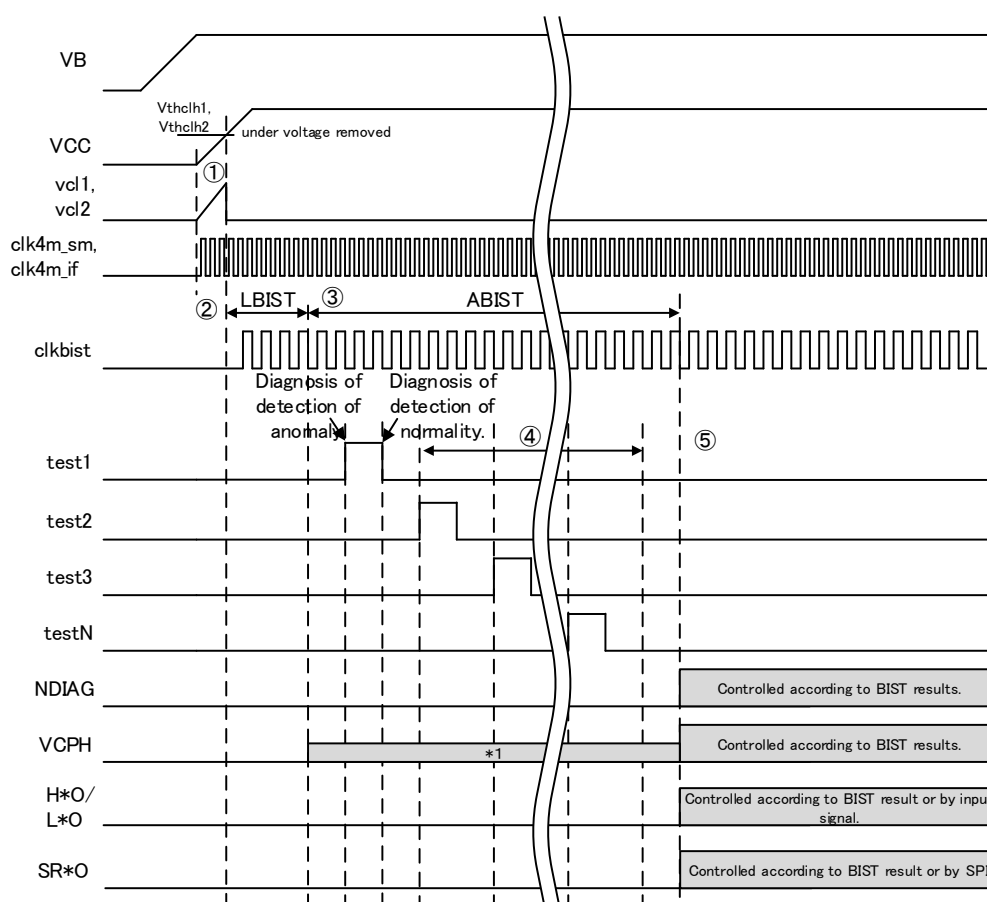 VB
Vthclh1,
Vthclh2
under voltage removed
VCC
①
vcl1,
vcl2
clk4m_sm,
clk4m_if
② LBIST ③ ABIST
clkbist
Diagnosis of
detection of
anomaly.
Diagnosis of
detection of
normality.
④
⑤
test1
test2
test3
testN
NDIAG
Controlled according to BIST results.
VCPH
*1
Controlled according to BIST results.
H*O/
L*O
Controlled according to BIST result or by input
signal.
SR*O
Controlled according to BIST result or by SPI